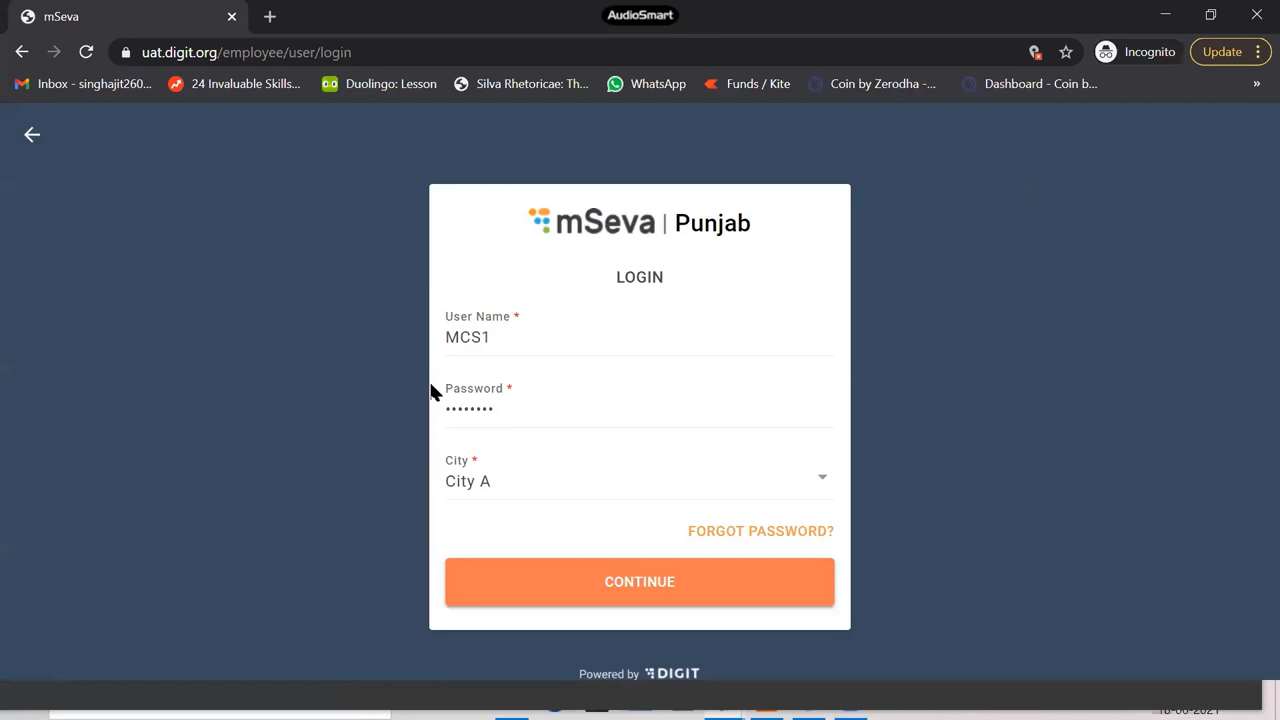 mSeva
AudioSmart
uat.digit.org/employee/user/login
Incognito
Update
Inbox - singhajit260...
24 Invaluable Skills...
Duolingo: Lesson
Silva Rhetoricae: Th...
WhatsApp
Funds / Kite
Coin by Zerodha -...
Dashboard - Coin b...
»
mSeva | Punjab
LOGIN
User Name *
MCS1
Password *
••••••••
City *
City A
FORGOT PASSWORD?
CONTINUE
Powered by DIGIT